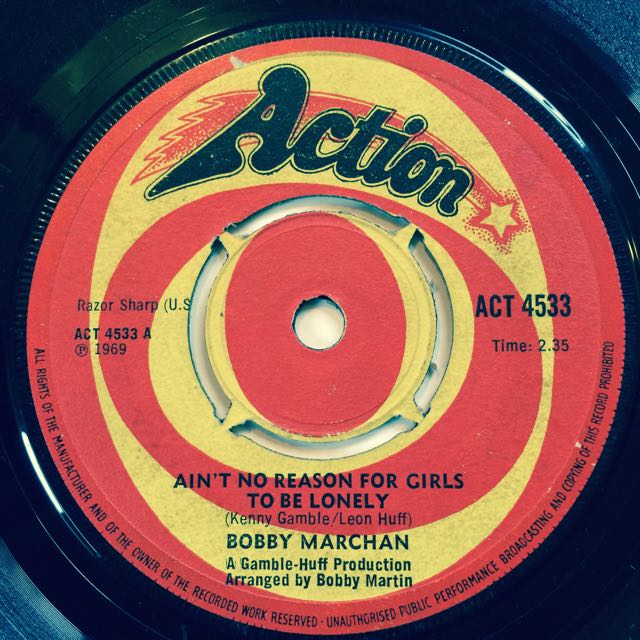 Action
Razor Sharp (U.S
ACT 4533
ACT 4533 A
℗ 1969
Time: 2.35
AIN'T NO REASON FOR GIRLS
TO BE LONELY
(Kenny Gamble/Leon Huff)
BOBBY MARCHAN
A Gamble-Huff Production
Arranged by Bobby Martin
ALL RIGHTS OF THE MANUFACTURER AND OF THE OWNER OF THE RECORDED WORK RESERVED · UNAUTHORISED PUBLIC PERFORMANCE BROADCASTING AND COPYING OF THIS RECORD PROHIBITED